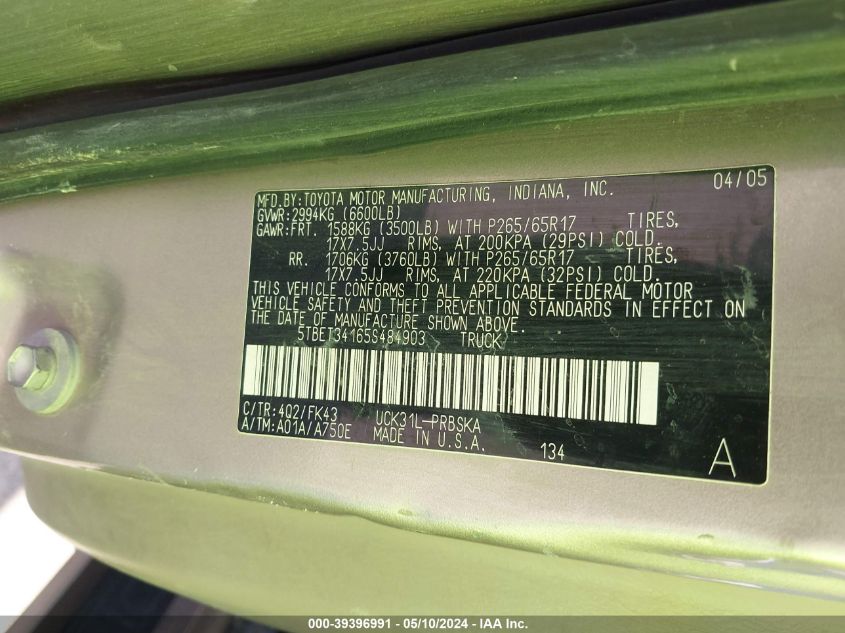 MFD.BY:TOYOTA MOTOR MANUFACTURING, INDIANA, INC. 04/05
GVWR:2994KG (6600LB)
GAWR:FRT. 1588KG (3500LB) WITH P265/65R17 TIRES,
17X7.5JJ RIMS, AT 200KPA (29PSI) COLD.
RR. 1706KG (3760LB) WITH P265/65R17 TIRES,
17X7.5JJ RIMS, AT 220KPA (32PSI) COLD.
THIS VEHICLE CONFORMS TO ALL APPLICABLE FEDERAL MOTOR
VEHICLE SAFETY AND THEFT PREVENTION STANDARDS IN EFFECT ON
THE DATE OF MANUFACTURE SHOWN ABOVE.
5TBET34165S484903 TRUCK
C/TR:4Q2/FK43 UCK31L-PRBSKA
A/TM:A01A/A750E MADE IN U.S.A. 134 A
000-39396991 - 05/10/2024 - IAA Inc.